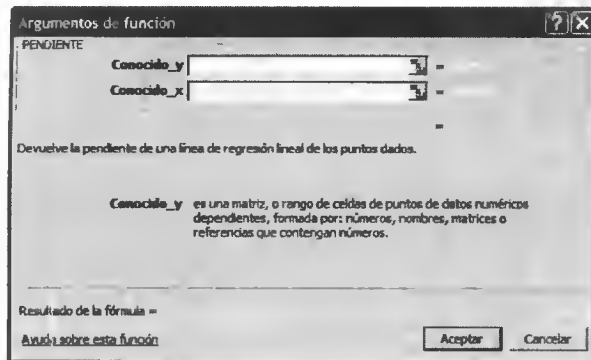 Argumentos de función
PENDIENTE
Conocido_y =
Conocido_x =
=
Devuelve la pendiente de una línea de regresión lineal de los puntos dados.
Conocido_y es una matriz, o rango de celdas de puntos de datos numéricos
dependientes, formada por: números, nombres, matrices o
referencias que contengan números.
Resultado de la fórmula =
Ayuda sobre esta función
Aceptar Cancelar